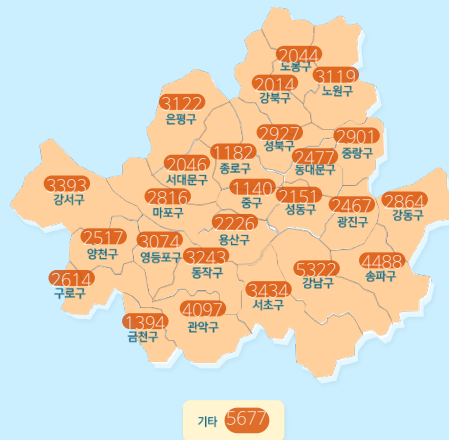 2044
도봉구
2014
강북구
3119
노원구
3122
은평구
2927
성북구
2901
중랑구
1182
종로구
2477
동대문구
2046
서대문구
3393
강서구
2816
마포구
1140
중구
2151
성동구
2467
광진구
2864
강동구
2226
용산구
2517
양천구
3074
영등포구
3243
동작구
5322
강남구
4488
송파구
2614
구로구
3434
서초구
1394
금천구
4097
관악구
기타 5677